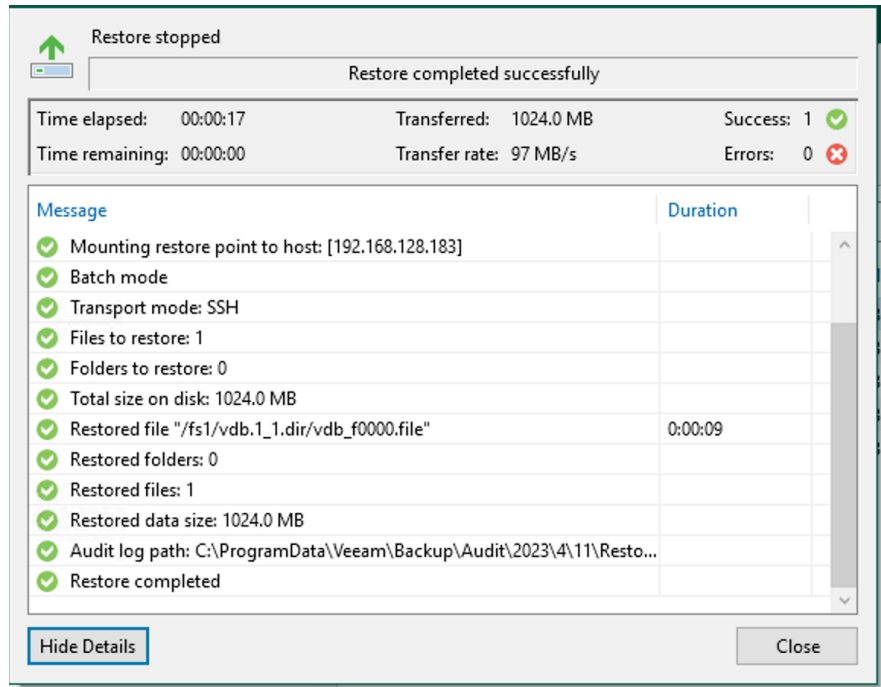 Restore stopped
Restore completed successfully
Time elapsed: 00:00:17 Transferred: 1024.0 MB Success: 1
Time remaining: 00:00:00 Transfer rate: 97 MB/s Errors: 0
Message Duration
Mounting restore point to host: [192.168.128.183]
Batch mode
Transport mode: SSH
Files to restore: 1
Folders to restore: 0
Total size on disk: 1024.0 MB
Restored file "/fs1/vdb.1_1.dir/vdb_f0000.file" 0:00:09
Restored folders: 0
Restored files: 1
Restored data size: 1024.0 MB
Audit log path: C:\ProgramData\Veeam\Backup\Audit\2023\4\11\Resto...
Restore completed
Hide Details Close